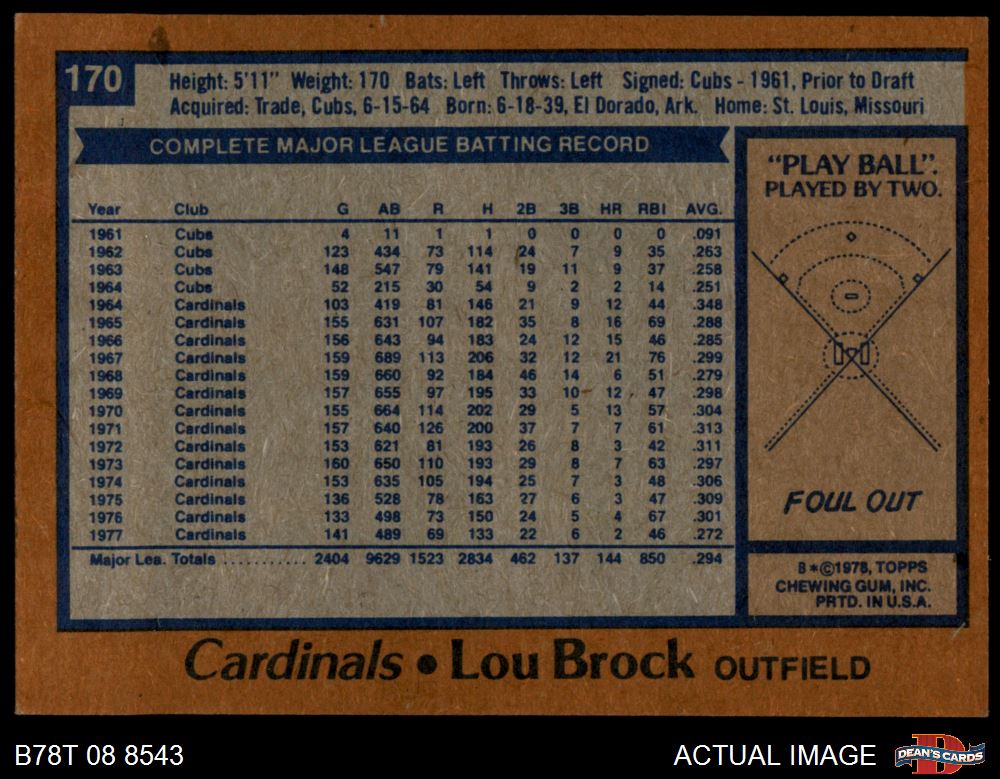 170
Height: 5'11" Weight: 170 Bats: Left Throws: Left Signed: Cubs - 1961, Prior to Draft
Acquired: Trade, Cubs, 6-15-64 Born: 6-18-39, El Dorado, Ark. Home: St. Louis, Missouri
COMPLETE MAJOR LEAGUE BATTING RECORD
Year Club G AB R H 2B 3B HR RBI AVG.
1961 Cubs 4 11 1 1 0 0 0 0 .091
1962 Cubs 123 434 73 114 24 7 9 35 .263
1963 Cubs 148 547 79 141 19 11 9 37 .258
1964 Cubs 52 215 30 54 9 2 2 14 .251
1964 Cardinals 103 419 81 146 21 9 12 44 .348
1965 Cardinals 155 631 107 182 35 8 16 69 .288
1966 Cardinals 156 643 94 183 24 12 15 46 .285
1967 Cardinals 159 689 113 206 32 12 21 76 .299
1968 Cardinals 159 660 92 184 46 14 6 51 .279
1969 Cardinals 157 655 97 195 33 10 12 47 .298
1970 Cardinals 155 664 114 202 29 5 13 57 .304
1971 Cardinals 157 640 126 200 37 7 7 61 .313
1972 Cardinals 153 621 81 193 26 8 3 42 .311
1973 Cardinals 160 650 110 193 29 8 7 63 .297
1974 Cardinals 153 635 105 194 25 7 3 48 .306
1975 Cardinals 136 528 78 163 27 6 3 47 .309
1976 Cardinals 133 498 73 150 24 5 4 67 .301
1977 Cardinals 141 489 69 133 22 6 2 46 .272
Major Lea. Totals ........... 2404 9629 1523 2834 462 137 144 850 .294
"PLAY BALL".
PLAYED BY TWO.
FOUL OUT
B*©1978, TOPPS
CHEWING GUM, INC.
PRTD. IN U.S.A.
Cardinals • Lou Brock OUTFIELD
B78T 08 8543
ACTUAL IMAGE
DEAN'S CARDS